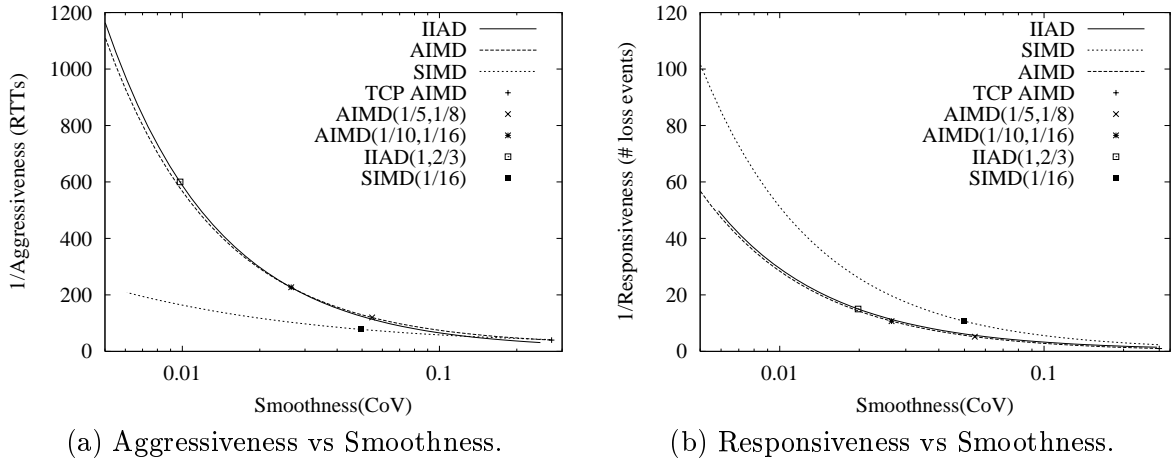 1200
1000
800
600
400
200
0
1/Aggressiveness (RTTs)
0.01
0.1
Smoothness(CoV)
IIAD
AIMD
SIMD
TCP AIMD
AIMD(1/5,1/8)
AIMD(1/10,1/16)
IIAD(1,2/3)
SIMD(1/16)
(a) Aggressiveness vs Smoothness.
120
100
80
60
40
20
0
1/Responsiveness (# loss events)
0.01
0.1
Smoothness(CoV)
IIAD
SIMD
AIMD
TCP AIMD
AIMD(1/5,1/8)
AIMD(1/10,1/16)
IIAD(1,2/3)
SIMD(1/16)
(b) Responsiveness vs Smoothness.